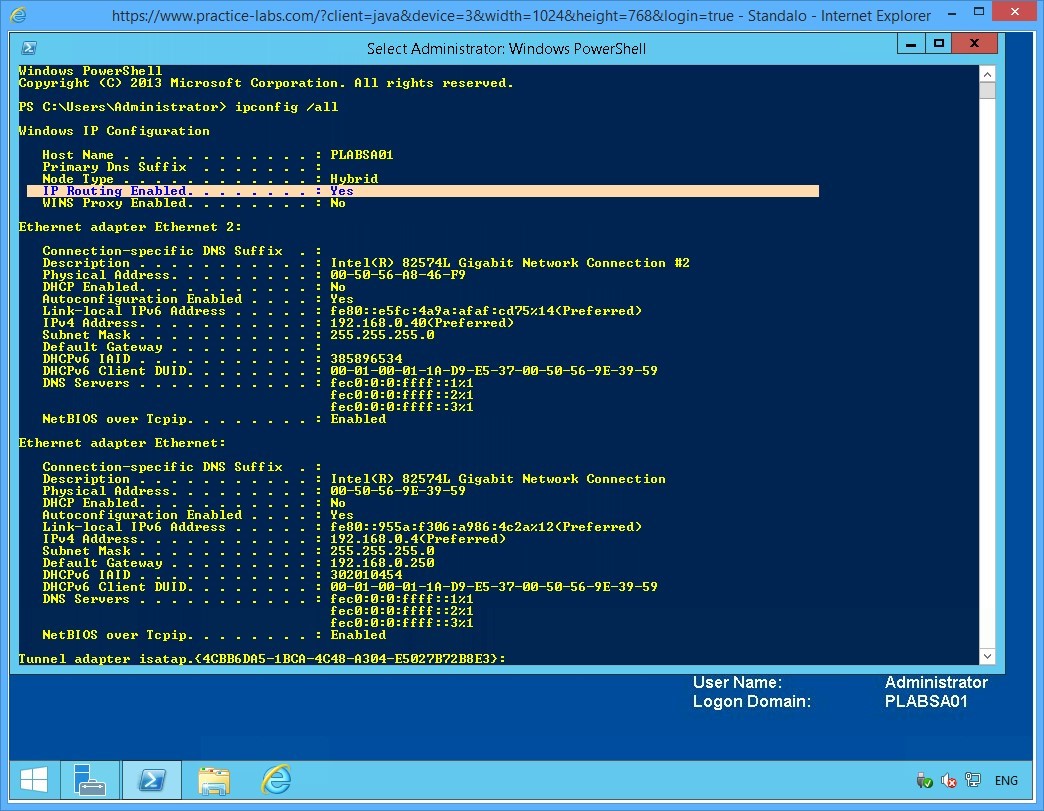 https://www.practice-labs.com/?client=java&device=3&width=1024&height=768&login=true - Standalo - Internet Explorer
Select Administrator: Windows PowerShell
Windows PowerShell
Copyright (C) 2013 Microsoft Corporation. All rights reserved.
PS C:\Users\Administrator> ipconfig /all
Windows IP Configuration
Host Name . . . . . . . . . . . . : PLABSA01
Primary Dns Suffix  . . . . . . . :
Node Type . . . . . . . . . . . . : Hybrid
IP Routing Enabled. . . . . . . . : Yes
WINS Proxy Enabled. . . . . . . . : No
Ethernet adapter Ethernet 2:
Connection-specific DNS Suffix  . :
Description . . . . . . . . . . . : Intel(R) 82574L Gigabit Network Connection #2
Physical Address. . . . . . . . . : 00-50-56-A8-46-F9
DHCP Enabled. . . . . . . . . . . : No
Autoconfiguration Enabled . . . . : Yes
Link-local IPv6 Address . . . . . : fe80::e5fc:4a9a:afaf:cd75%14(Preferred)
IPv4 Address. . . . . . . . . . . : 192.168.0.40(Preferred)
Subnet Mask . . . . . . . . . . . : 255.255.255.0
Default Gateway . . . . . . . . . :
DHCPv6 IAID . . . . . . . . . . . : 385896534
DHCPv6 Client DUID. . . . . . . . : 00-01-00-01-1A-D9-E5-37-00-50-56-9E-39-59
DNS Servers . . . . . . . . . . . : fec0:0:0:ffff::1%1
fec0:0:0:ffff::2%1
fec0:0:0:ffff::3%1
NetBIOS over Tcpip. . . . . . . . : Enabled
Ethernet adapter Ethernet:
Connection-specific DNS Suffix  . :
Description . . . . . . . . . . . : Intel(R) 82574L Gigabit Network Connection
Physical Address. . . . . . . . . : 00-50-56-9E-39-59
DHCP Enabled. . . . . . . . . . . : No
Autoconfiguration Enabled . . . . : Yes
Link-local IPv6 Address . . . . . : fe80::955a:f306:a986:4c2a%12(Preferred)
IPv4 Address. . . . . . . . . . . : 192.168.0.4(Preferred)
Subnet Mask . . . . . . . . . . . : 255.255.255.0
Default Gateway . . . . . . . . . : 192.168.0.250
DHCPv6 IAID . . . . . . . . . . . : 302010454
DHCPv6 Client DUID. . . . . . . . : 00-01-00-01-1A-D9-E5-37-00-50-56-9E-39-59
DNS Servers . . . . . . . . . . . : fec0:0:0:ffff::1%1
fec0:0:0:ffff::2%1
fec0:0:0:ffff::3%1
NetBIOS over Tcpip. . . . . . . . : Enabled
Tunnel adapter isatap.{4CBB6DA5-1BCA-4C48-A304-E5027B72B8E3}:
User Name: Administrator
Logon Domain: PLABSA01
ENG